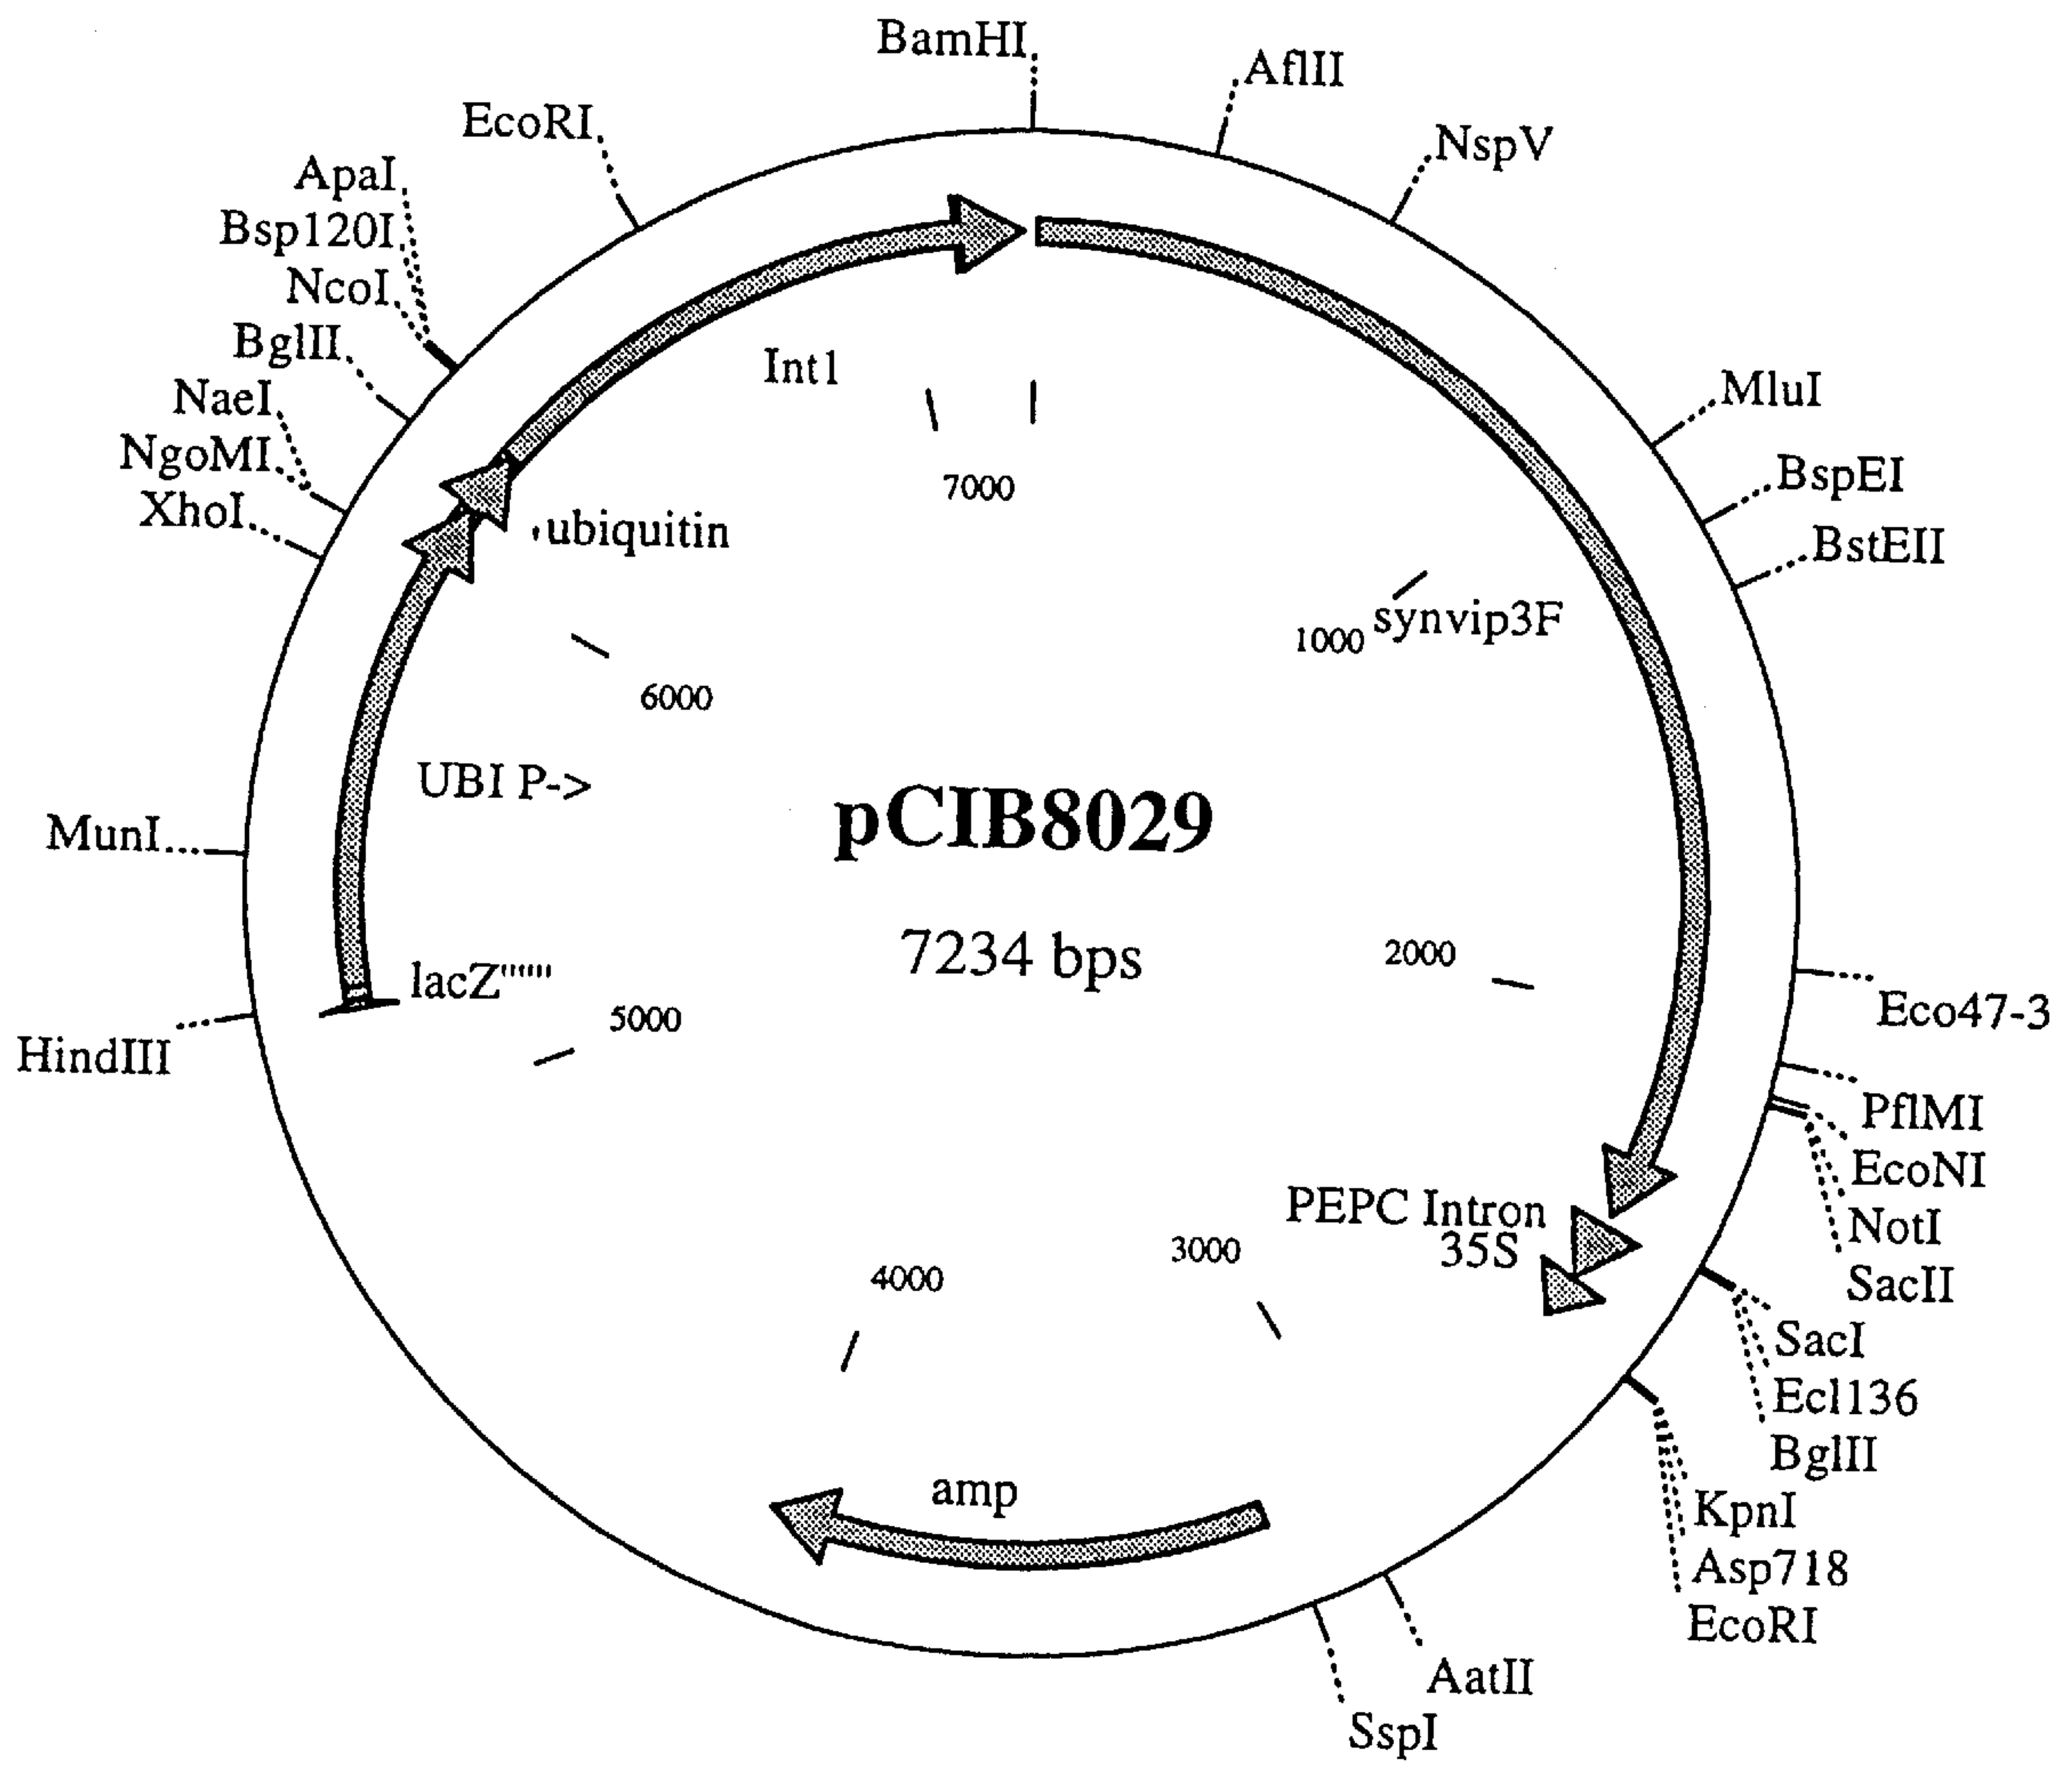 BamHI
AflII
EcoRI
NspV
ApaI
Bsp120I
NcoI
BglII
NaeI
NgoMI
XhoI
MluI
BspEI
BstEII
Int1
7000
ubiquitin
1000 synvip3F
6000
UBI P->
pCIB8029
7234 bps
MunI
lacZ"""
HindIII
5000
2000
Eco47-3
PflMI
EcoNI
NotI
SacII
PEPC Intron
35S
3000
4000
SacI
Ecl136
BglII
KpnI
Asp718
EcoRI
amp
AatII
SspI